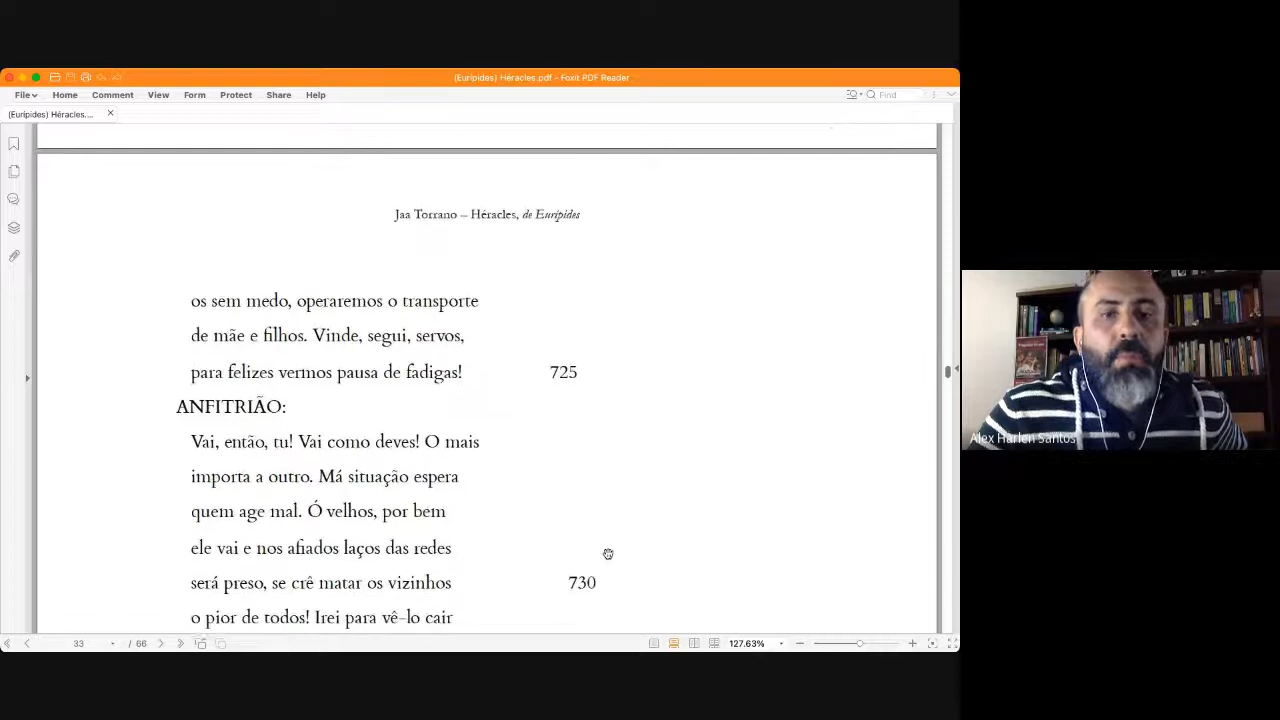 (Eurípides) Héracles.pdf - Foxit PDF Reader
File Home Comment View Form Protect Share Help
Find
(Eurípides) Héracles....
Jaa Torrano – Héracles, de Eurípides
os sem medo, operaremos o transporte
de mãe e filhos. Vinde, segui, servos,
para felizes vermos pausa de fadigas! 725
ANFITRIÃO:
Vai, então, tu! Vai como deves! O mais
importa a outro. Má situação espera
quem age mal. Ó velhos, por bem
ele vai e nos afiados laços das redes
será preso, se crê matar os vizinhos 730
o pior de todos! Irei para vê-lo cair
Alex Harlen Santos
33 / 66 127.63%